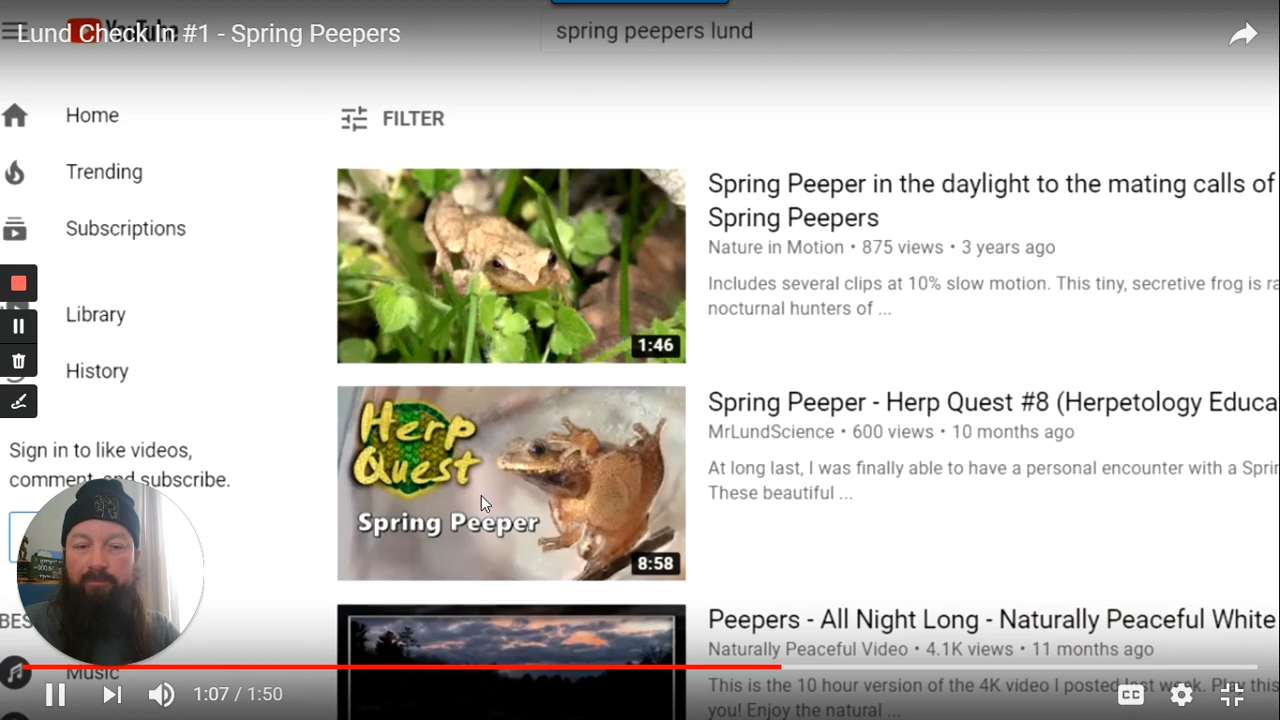 Lund Check In #1 - Spring Peepers
YouTube
spring peepers lund
Home
Trending
Subscriptions
Library
History
Sign in to like videos,
comment, and subscribe.
BES
Music
FILTER
1:46
Spring Peeper in the daylight to the mating calls of
Spring Peepers
Nature in Motion • 875 views • 3 years ago
Includes several clips at 10% slow motion. This tiny, secretive frog is ra
nocturnal hunters of ...
Herp
Quest
Spring Peeper
8:58
Spring Peeper - Herp Quest #8 (Herpetology Educa
MrLundScience • 600 views • 10 months ago
At long last, I was finally able to have a personal encounter with a Sprin
These beautiful ...
Peepers - All Night Long - Naturally Peaceful White
Naturally Peaceful Video • 4.1K views • 11 months ago
This is the 10 hour version of the 4K video I posted last week. Play this
you! Enjoy the natural ...
1:07 / 1:50
CC